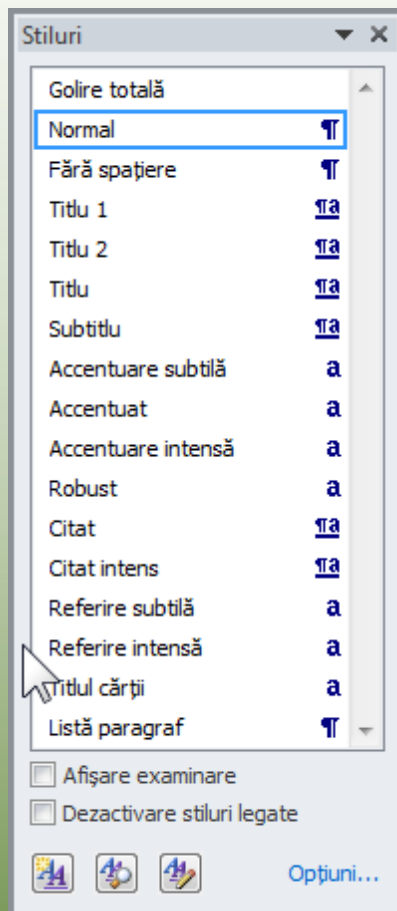 Stiluri
Golire totală
Normal ¶
Fără spațiere ¶
Titlu 1 ¶a
Titlu 2 ¶a
Titlu ¶a
Subtitlu ¶a
Accentuare subtilă a
Accentuat a
Accentuare intensă a
Robust a
Citat ¶a
Citat intens ¶a
Referire subtilă a
Referire intensă a
Titlul cărții a
Listă paragraf ¶
Afișare examinare
Dezactivare stiluri legate
Opțiuni...